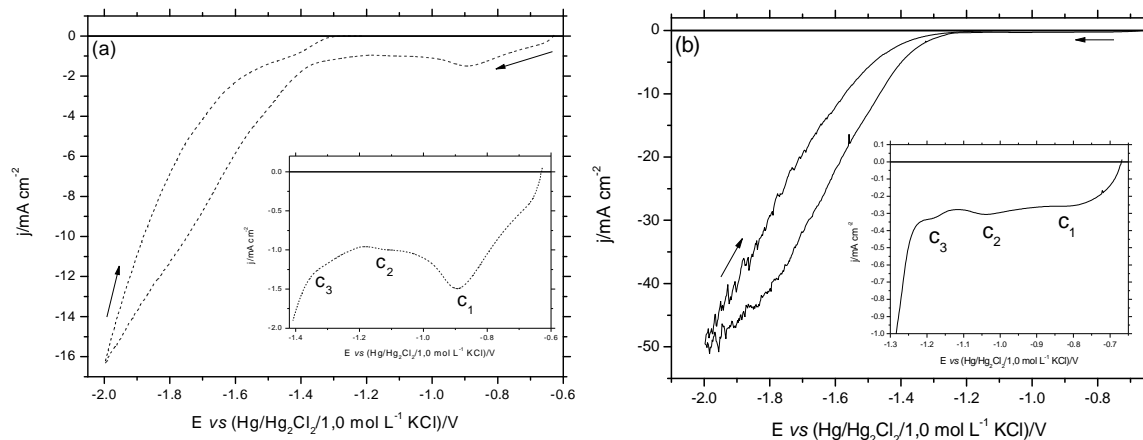 (a)
0
-2
-4
-6
-8
-10
-12
-14
-16
j/mA cm-2
-2.0 -1.8 -1.6 -1.4 -1.2 -1.0 -0.8 -0.6
E vs (Hg/Hg2Cl2/1,0 mol L-1 KCl)/V
0.0
-0.5
-1.0
-1.5
-2.0
j/mA cm-2
c3 c2 c1
-1.4 -1.2 -1.0 -0.8 -0.6
E vs (Hg/Hg2Cl2/1,0 mol L-1 KCl)/V
(b)
0
-10
-20
-30
-40
-50
j/mA cm-2
-2.0 -1.8 -1.6 -1.4 -1.2 -1.0 -0.8
E vs (Hg/Hg2Cl2/1,0 mol L-1 KCl)/V
0.1
0.0
-0.1
-0.2
-0.3
-0.4
-0.5
-0.6
-0.7
-0.8
-0.9
-1.0
j/mA cm-2
c3 c2 c1
-1.3 -1.2 -1.1 -1.0 -0.9 -0.8 -0.7
E vs (Hg/Hg2Cl2/1,0 mol L-1 KCl)/V